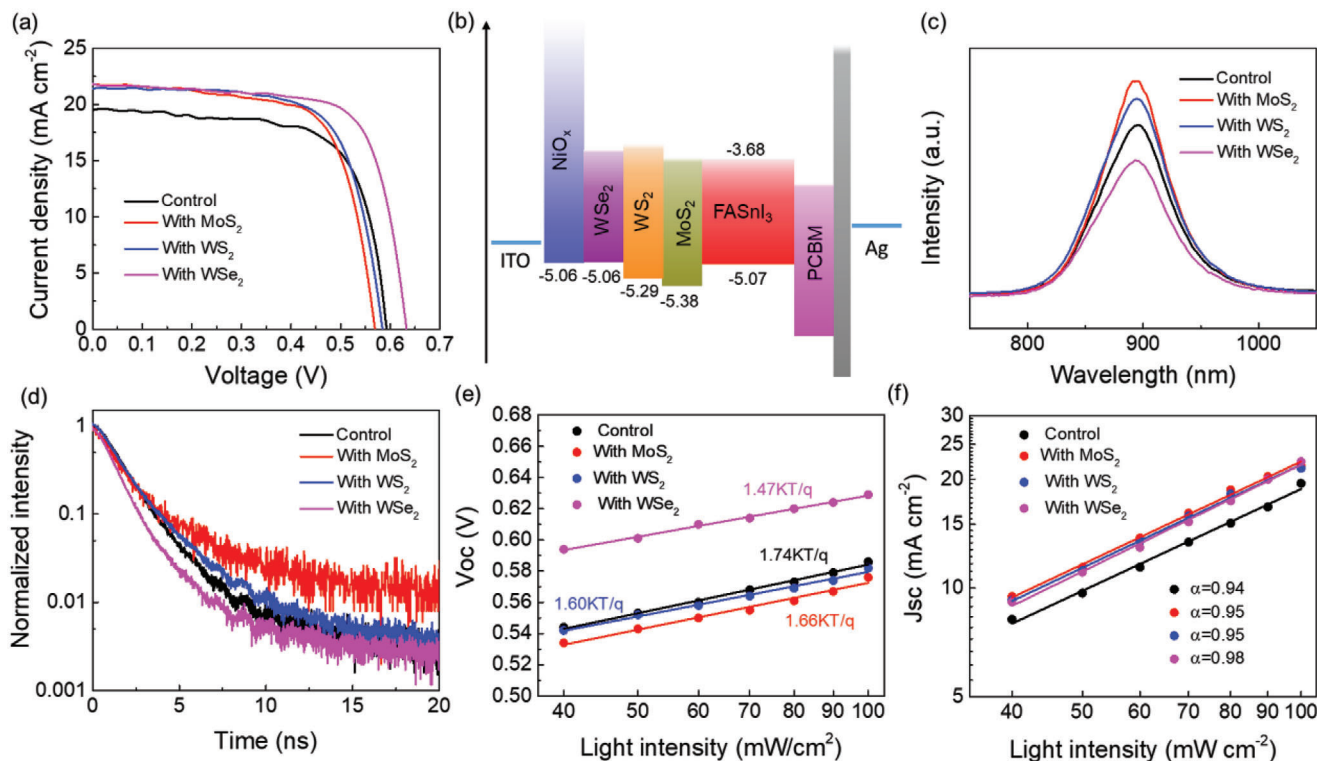 (a)
Current density (mA cm⁻²)
25
20
15
10
5
0
Control
With MoS₂
With WS₂
With WSe₂
0.0 0.1 0.2 0.3 0.4 0.5 0.6 0.7
Voltage (V)
(b)
ITO
NiOₓ
WSe₂
WS₂
MoS₂
FASnI₃
PCBM
Ag
-3.68
-5.06
-5.06
-5.29
-5.38
-5.07
(c)
Intensity (a.u.)
Control
With MoS₂
With WS₂
With WSe₂
800 900 1000
Wavelength (nm)
(d)
Normalized intensity
1
0.1
0.01
0.001
Control
With MoS₂
With WS₂
With WSe₂
0 5 10 15 20
Time (ns)
(e)
Voc (V)
0.68
0.66
0.64
0.62
0.60
0.58
0.56
0.54
0.52
0.50
Control
With MoS₂
With WS₂
With WSe₂
1.47KT/q
1.74KT/q
1.60KT/q
1.66KT/q
40 50 60 70 80 90 100
Light intensity (mW/cm²)
(f)
Jsc (mA cm⁻²)
30
25
20
15
10
5
Control
With MoS₂
With WS₂
With WSe₂
α=0.94
α=0.95
α=0.95
α=0.98
40 50 60 70 80 100
Light intensity (mW cm⁻²)